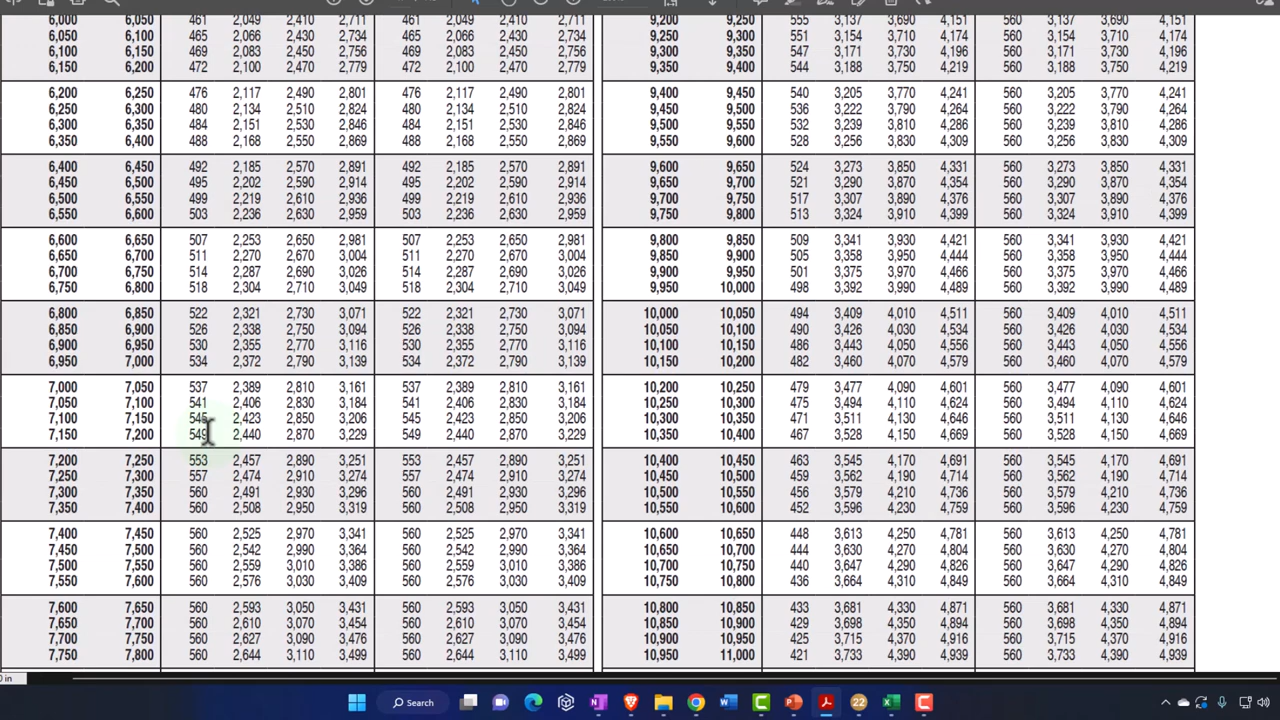 6,000 6,050 461 2,049 2,410 2,711 461 2,049 2,410 2,711 9,200 9,250 555 3,137 3,690 4,151 560 3,137 3,690 4,151
6,050 6,100 465 2,066 2,430 2,734 465 2,066 2,430 2,734 9,250 9,300 551 3,154 3,710 4,174 560 3,154 3,710 4,174
6,100 6,150 469 2,083 2,450 2,756 469 2,083 2,450 2,756 9,300 9,350 547 3,171 3,730 4,196 560 3,171 3,730 4,196
6,150 6,200 472 2,100 2,470 2,779 472 2,100 2,470 2,779 9,350 9,400 544 3,188 3,750 4,219 560 3,188 3,750 4,219
6,200 6,250 476 2,117 2,490 2,801 476 2,117 2,490 2,801 9,400 9,450 540 3,205 3,770 4,241 560 3,205 3,770 4,241
6,250 6,300 480 2,134 2,510 2,824 480 2,134 2,510 2,824 9,450 9,500 536 3,222 3,790 4,264 560 3,222 3,790 4,264
6,300 6,350 484 2,151 2,530 2,846 484 2,151 2,530 2,846 9,500 9,550 532 3,239 3,810 4,286 560 3,239 3,810 4,286
6,350 6,400 488 2,168 2,550 2,869 488 2,168 2,550 2,869 9,550 9,600 528 3,256 3,830 4,309 560 3,256 3,830 4,309
6,400 6,450 492 2,185 2,570 2,891 492 2,185 2,570 2,891 9,600 9,650 524 3,273 3,850 4,331 560 3,273 3,850 4,331
6,450 6,500 495 2,202 2,590 2,914 495 2,202 2,590 2,914 9,650 9,700 521 3,290 3,870 4,354 560 3,290 3,870 4,354
6,500 6,550 499 2,219 2,610 2,936 499 2,219 2,610 2,936 9,700 9,750 517 3,307 3,890 4,376 560 3,307 3,890 4,376
6,550 6,600 503 2,236 2,630 2,959 503 2,236 2,630 2,959 9,750 9,800 513 3,324 3,910 4,399 560 3,324 3,910 4,399
6,600 6,650 507 2,253 2,650 2,981 507 2,253 2,650 2,981 9,800 9,850 509 3,341 3,930 4,421 560 3,341 3,930 4,421
6,650 6,700 511 2,270 2,670 3,004 511 2,270 2,670 3,004 9,850 9,900 505 3,358 3,950 4,444 560 3,358 3,950 4,444
6,700 6,750 514 2,287 2,690 3,026 514 2,287 2,690 3,026 9,900 9,950 501 3,375 3,970 4,466 560 3,375 3,970 4,466
6,750 6,800 518 2,304 2,710 3,049 518 2,304 2,710 3,049 9,950 10,000 498 3,392 3,990 4,489 560 3,392 3,990 4,489
6,800 6,850 522 2,321 2,730 3,071 522 2,321 2,730 3,071 10,000 10,050 494 3,409 4,010 4,511 560 3,409 4,010 4,511
6,850 6,900 526 2,338 2,750 3,094 526 2,338 2,750 3,094 10,050 10,100 490 3,426 4,030 4,534 560 3,426 4,030 4,534
6,900 6,950 530 2,355 2,770 3,116 530 2,355 2,770 3,116 10,100 10,150 486 3,443 4,050 4,556 560 3,443 4,050 4,556
6,950 7,000 534 2,372 2,790 3,139 534 2,372 2,790 3,139 10,150 10,200 482 3,460 4,070 4,579 560 3,460 4,070 4,579
7,000 7,050 537 2,389 2,810 3,161 537 2,389 2,810 3,161 10,200 10,250 479 3,477 4,090 4,601 560 3,477 4,090 4,601
7,050 7,100 541 2,406 2,830 3,184 541 2,406 2,830 3,184 10,250 10,300 475 3,494 4,110 4,624 560 3,494 4,110 4,624
7,100 7,150 545 2,423 2,850 3,206 545 2,423 2,850 3,206 10,300 10,350 471 3,511 4,130 4,646 560 3,511 4,130 4,646
7,150 7,200 549 2,440 2,870 3,229 549 2,440 2,870 3,229 10,350 10,400 467 3,528 4,150 4,669 560 3,528 4,150 4,669
7,200 7,250 553 2,457 2,890 3,251 553 2,457 2,890 3,251 10,400 10,450 463 3,545 4,170 4,691 560 3,545 4,170 4,691
7,250 7,300 557 2,474 2,910 3,274 557 2,474 2,910 3,274 10,450 10,500 459 3,562 4,190 4,714 560 3,562 4,190 4,714
7,300 7,350 560 2,491 2,930 3,296 560 2,491 2,930 3,296 10,500 10,550 456 3,579 4,210 4,736 560 3,579 4,210 4,736
7,350 7,400 560 2,508 2,950 3,319 560 2,508 2,950 3,319 10,550 10,600 452 3,596 4,230 4,759 560 3,596 4,230 4,759
7,400 7,450 560 2,525 2,970 3,341 560 2,525 2,970 3,341 10,600 10,650 448 3,613 4,250 4,781 560 3,613 4,250 4,781
7,450 7,500 560 2,542 2,990 3,364 560 2,542 2,990 3,364 10,650 10,700 444 3,630 4,270 4,804 560 3,630 4,270 4,804
7,500 7,550 560 2,559 3,010 3,386 560 2,559 3,010 3,386 10,700 10,750 440 3,647 4,290 4,826 560 3,647 4,290 4,826
7,550 7,600 560 2,576 3,030 3,409 560 2,576 3,030 3,409 10,750 10,800 436 3,664 4,310 4,849 560 3,664 4,310 4,849
7,600 7,650 560 2,593 3,050 3,431 560 2,593 3,050 3,431 10,800 10,850 433 3,681 4,330 4,871 560 3,681 4,330 4,871
7,650 7,700 560 2,610 3,070 3,454 560 2,610 3,070 3,454 10,850 10,900 429 3,698 4,350 4,894 560 3,698 4,350 4,894
7,700 7,750 560 2,627 3,090 3,476 560 2,627 3,090 3,476 10,900 10,950 425 3,715 4,370 4,916 560 3,715 4,370 4,916
7,750 7,800 560 2,644 3,110 3,499 560 2,644 3,110 3,499 10,950 11,000 421 3,733 4,390 4,939 560 3,733 4,390 4,939
0 in
Search
22